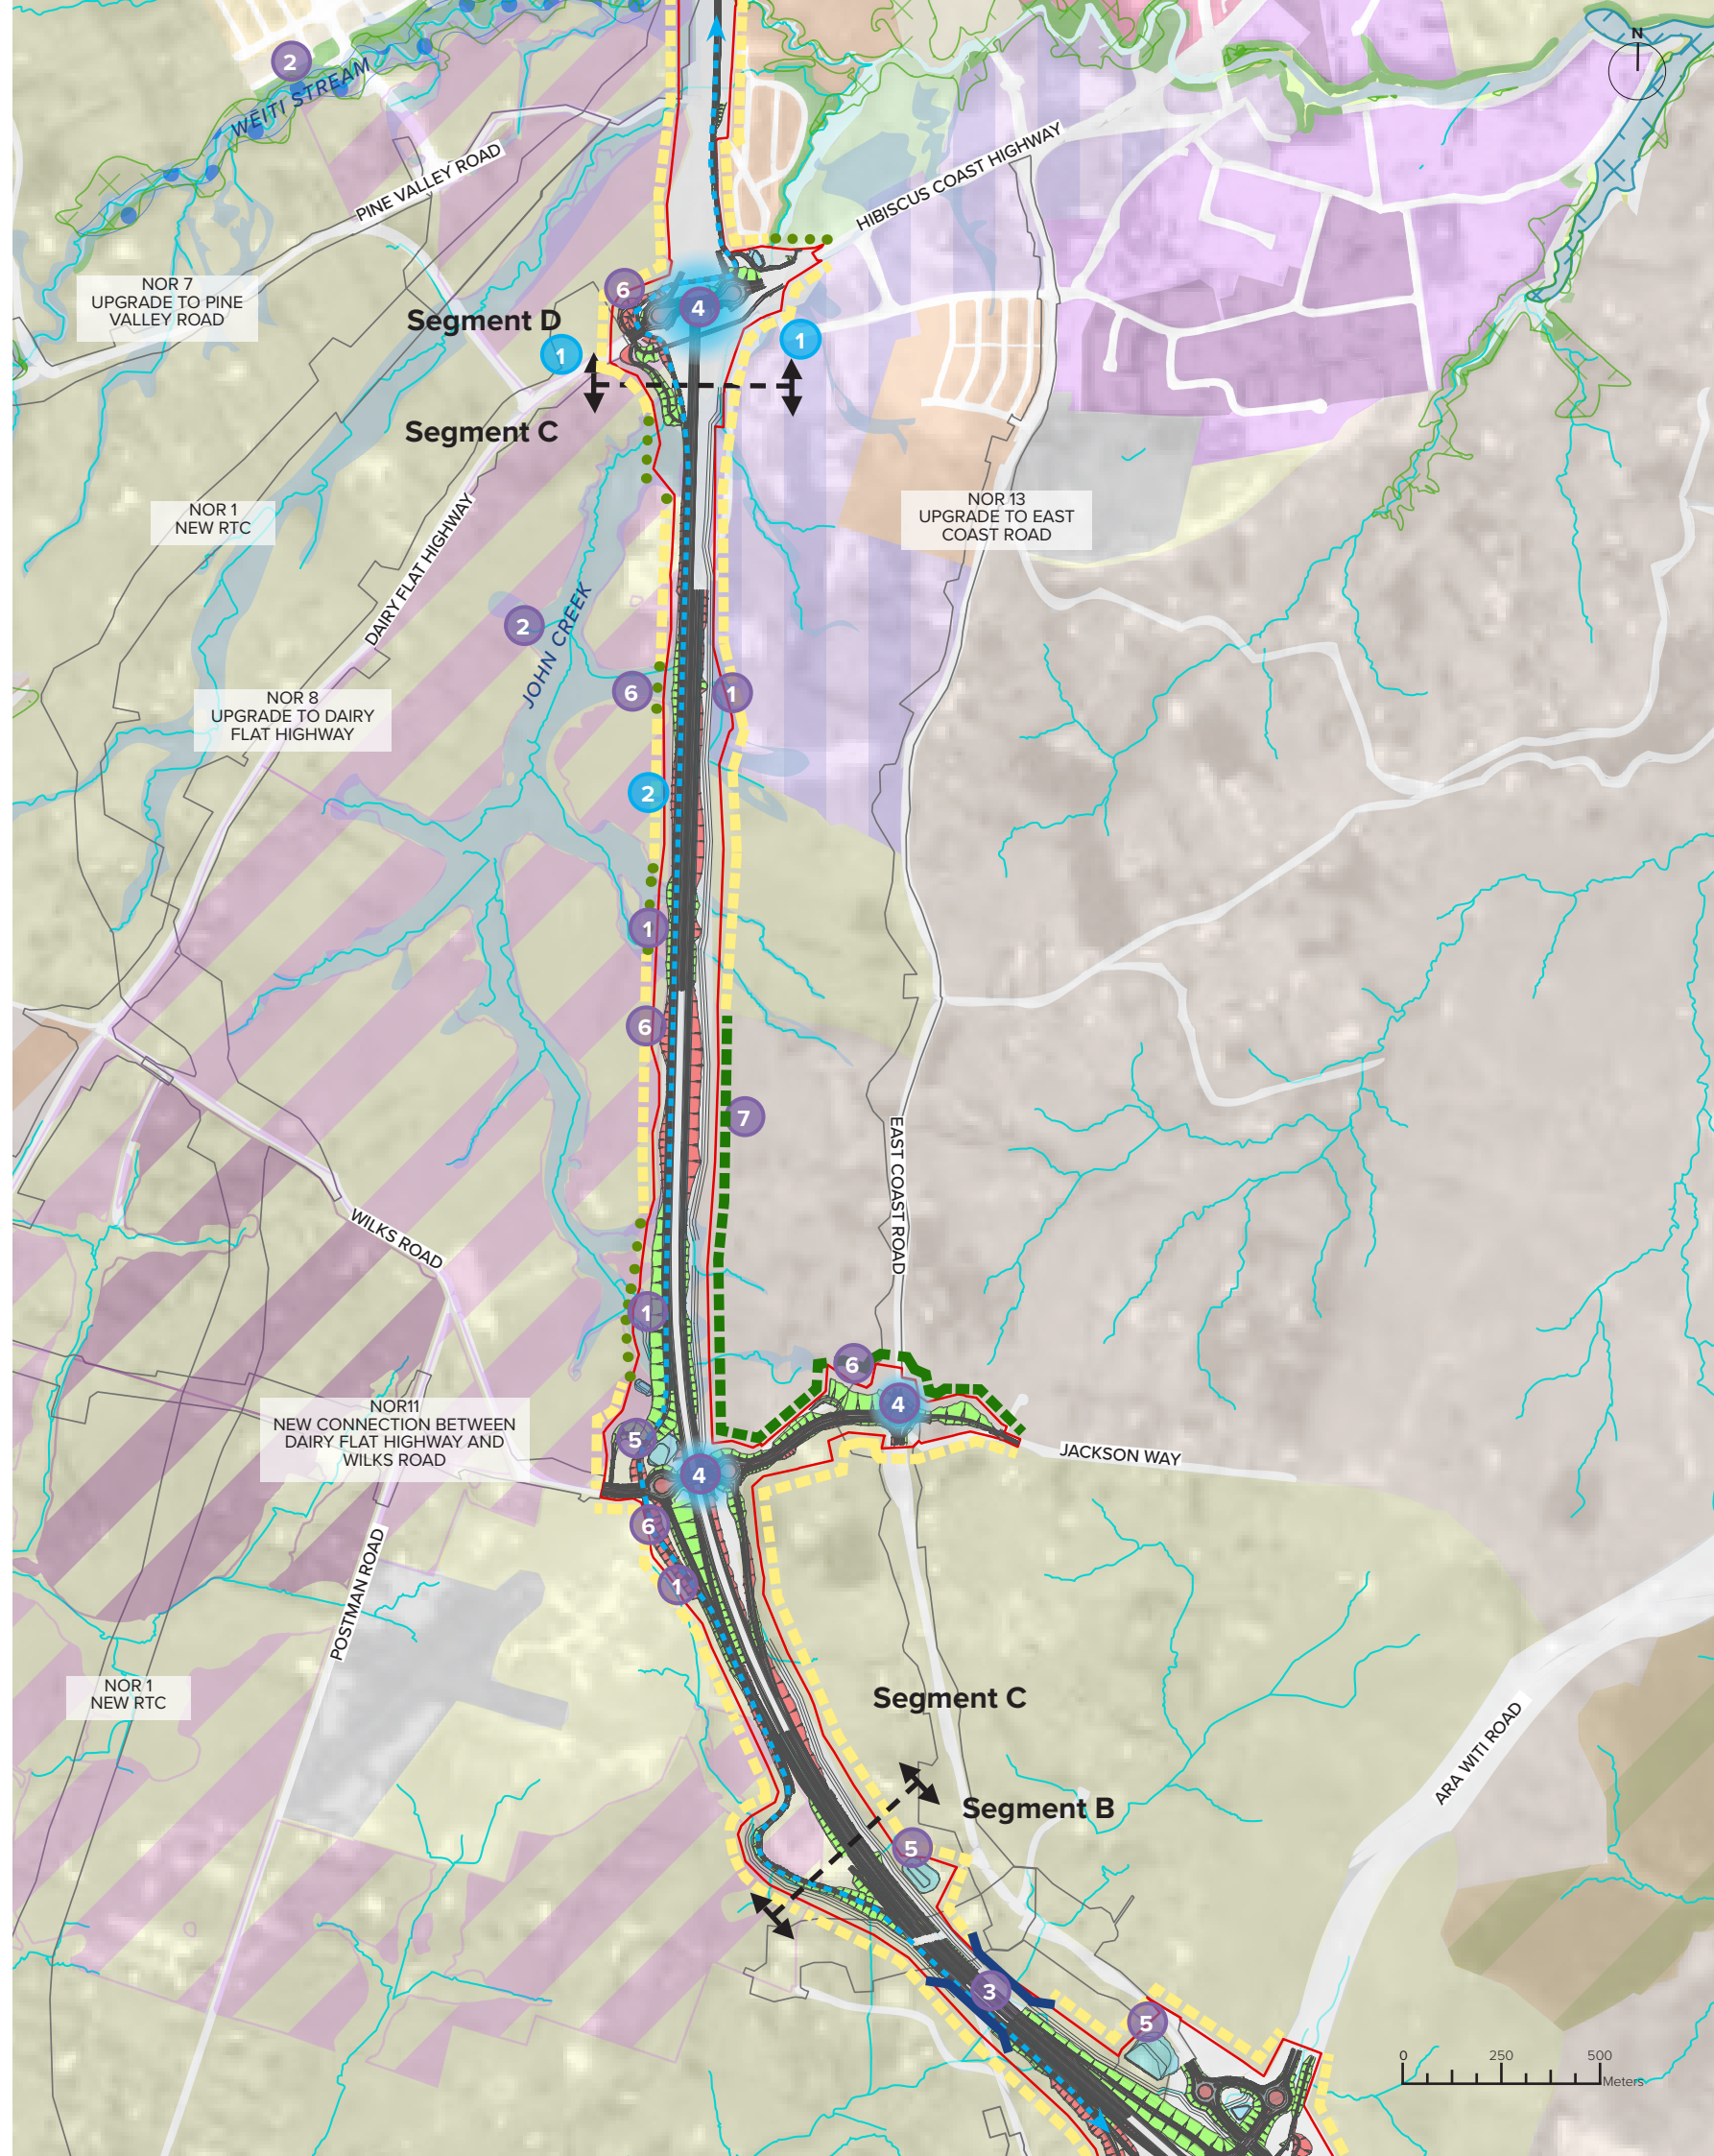 N
2
WEITI STREAM
PINE VALLEY ROAD
HIBISCUS COAST HIGHWAY
NOR 7
UPGRADE TO PINE
VALLEY ROAD
6
4
Segment D
1
1
Segment C
NOR 1
NEW RTC
NOR 13
UPGRADE TO EAST
COAST ROAD
DAIRY FLAT HIGHWAY
2
JOHN CREEK
6
1
NOR 8
UPGRADE TO DAIRY
FLAT HIGHWAY
2
1
6
7
EAST COAST ROAD
WILKS ROAD
1
6
4
NOR11
NEW CONNECTION BETWEEN
DAIRY FLAT HIGHWAY AND
WILKS ROAD
5
JACKSON WAY
4
6
1
POSTMAN ROAD
NOR 1
NEW RTC
Segment C
ARA WITI ROAD
Segment B
5
3
5
0 250 500
Meters